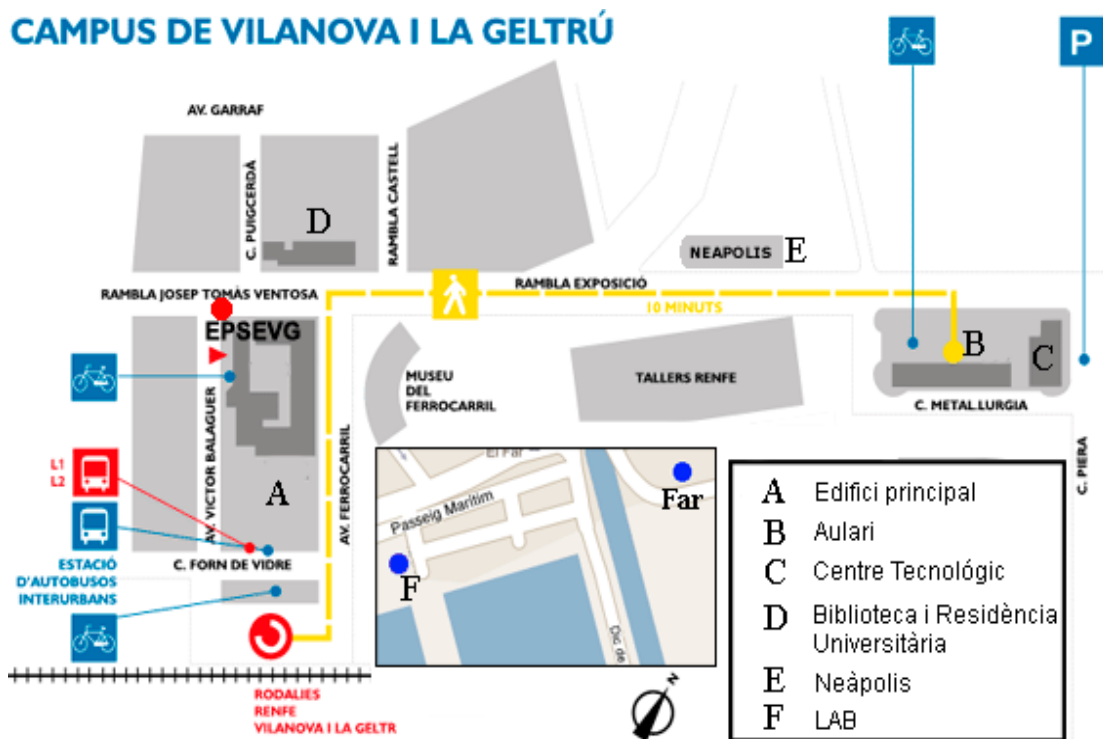 CAMPUS DE VILANOVA I LA GELTRÚ
P
AV. GARRAF
C. PUIGCERDÀ
D
RAMBLA CASTELL
NEAPOLIS E
RAMBLA JOSEP TOMÀS VENTOSA
RAMBLA EXPOSICIÓ
10 MINUTS
EPSEVG
B
C
MUSEU
DEL
FERROCARRIL
TALLERS RENFE
C. METAL.LURGIA
AV. VICTOR BALAGUER
AV. FERROCARRIL
C. PIERA
L1
L2
A
ESTACIÓ
D'AUTOBUSOS
INTERURBANS
C. FORN DE VIDRE
El Far
Passeig Marítim
Far
F
Dic de
RODALIES
RENFE
VILANOVA I LA GELTR
N
A Edifici principal
B Aulari
C Centre Tecnológic
D Biblioteca i Residència
Universitària
E Neàpolis
F LAB